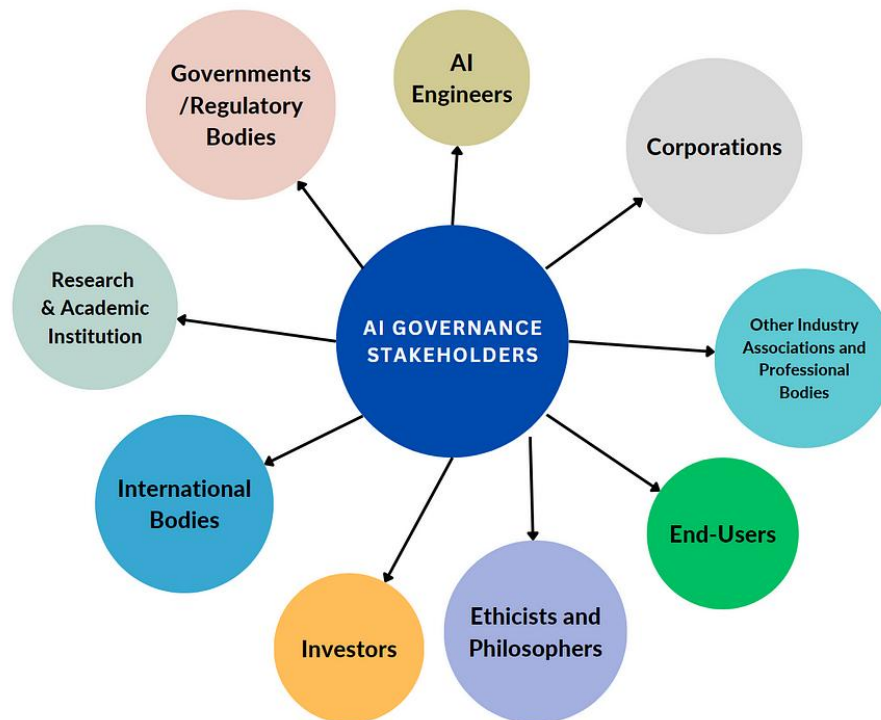 Governments
/Regulatory
Bodies
AI
Engineers
Corporations
Research
& Academic
Institution
AI GOVERNANCE
STAKEHOLDERS
Other Industry
Associations and
Professional
Bodies
International
Bodies
End-Users
Investors
Ethicists and
Philosophers